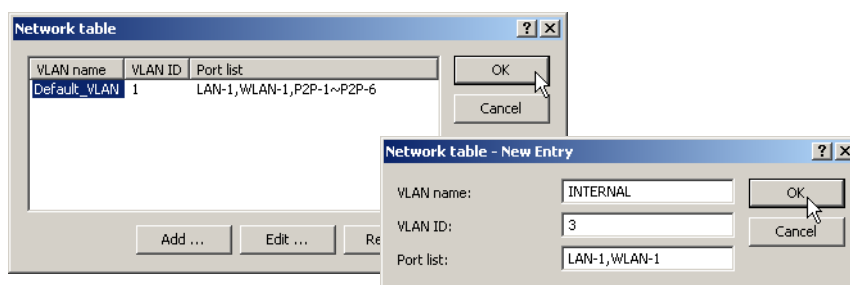 Network table
VLAN name VLAN ID Port list
Default_VLAN 1 LAN-1,WLAN-1,P2P-1~P2P-6
OK
Cancel
Add ... Edit ... Re
Network table - New Entry
VLAN name: INTERNAL
VLAN ID: 3
Port list: LAN-1,WLAN-1
OK
Cancel